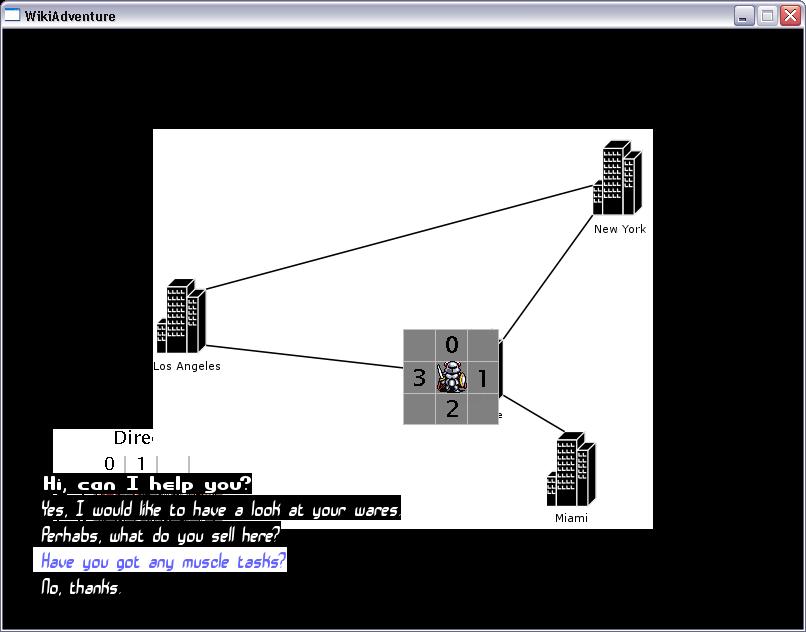 WikiAdventure
New York
Los Angeles
0
3 1
2
Miami
0 1
Hi, can I help you?
Yes, I would like to have a look at your wares.
Perhabs, what do you sell here?
Have you got any muscle tasks?
No, thanks.